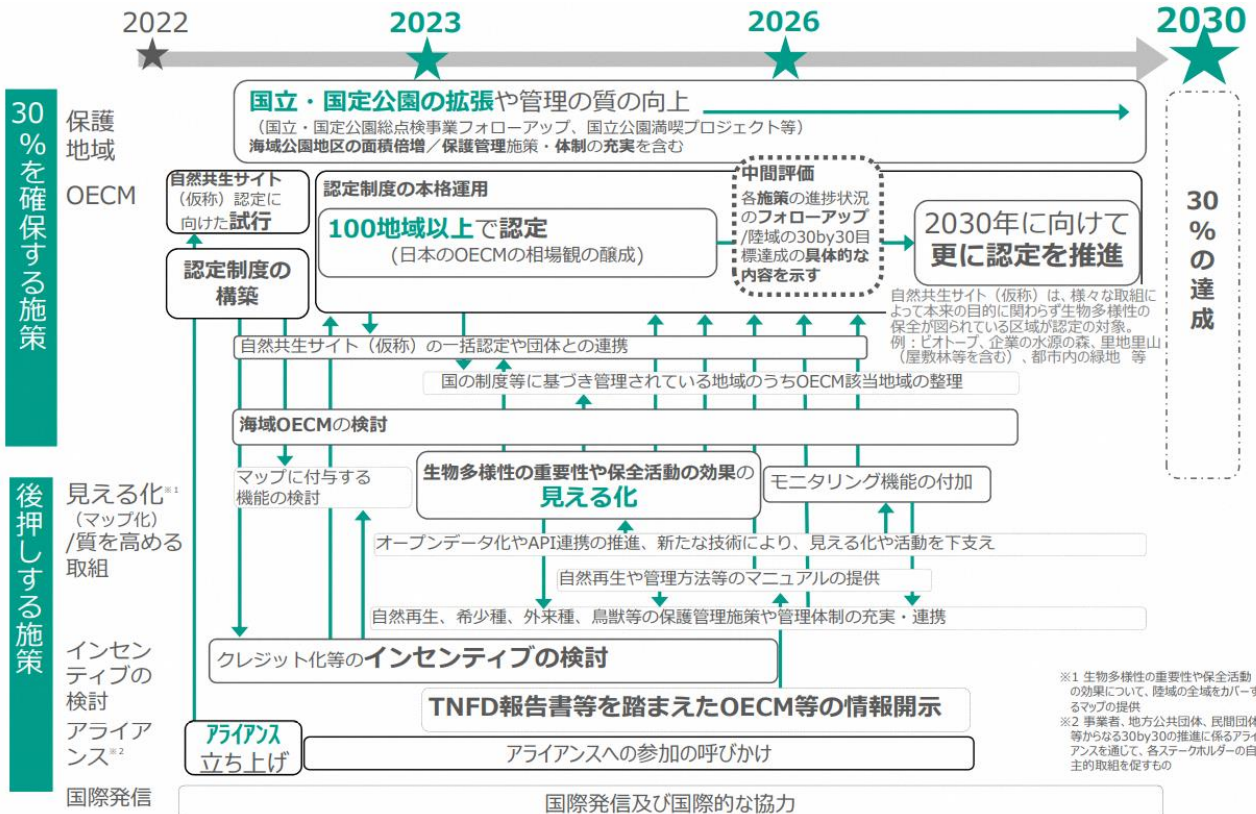 2022
2023
2026
2030
30%を確保する施策
保護
地域
国立・国定公園の拡張や管理の質の向上
(国立・国定公園総点検事業フォローアップ、国立公園満喫プロジェクト等)
海域公園地区の面積倍増/保護管理施策・体制の充実を含む
OECM
自然共生サイト
(仮称)認定に
向けた試行
認定制度の
構築
認定制度の本格運用
100地域以上で認定
(日本のOECMの相場観の醸成)
中間評価
各施策の進捗状況
のフォローアップ
/陸域の30by30目
標達成の具体的な
内容を示す
2030年に向けて
更に認定を推進
自然共生サイト(仮称)は、様々な取組に
よって本来の目的に関わらず生物多様性の
保全が図られている区域が認定の対象。
例:ビオトープ、企業の水源の森、里地里山
(屋敷林等を含む)、都市内の緑地 等
30%の達成
自然共生サイト(仮称)の一括認定や団体との連携
国の制度等に基づき管理されている地域のうちOECM該当地域の整理
海域OECMの検討
後押しする施策
見える化※1
(マップ化)
/質を高める
取組
マップに付与する
機能の検討
生物多様性の重要性や保全活動の効果の
見える化
モニタリング機能の付加
オープンデータ化やAPI連携の推進、新たな技術により、見える化や活動を下支え
自然再生や管理方法等のマニュアルの提供
自然再生、希少種、外来種、鳥獣等の保護管理施策や管理体制の充実・連携
インセン
ティブの
検討
クレジット化等のインセンティブの検討
TNFD報告書等を踏まえたOECM等の情報開示
アライア
ンス※2
アライアンス
立ち上げ
アライアンスへの参加の呼びかけ
※1 生物多様性の重要性や保全活動
の効果について、陸域の全域をカバーす
るマップの提供
※2 事業者、地方公共団体、民間団体
等からなる30by30の推進に係るアライ
アンスを通じて、各ステークホルダーの自
主的取組を促すもの
国際発信
国際発信及び国際的な協力